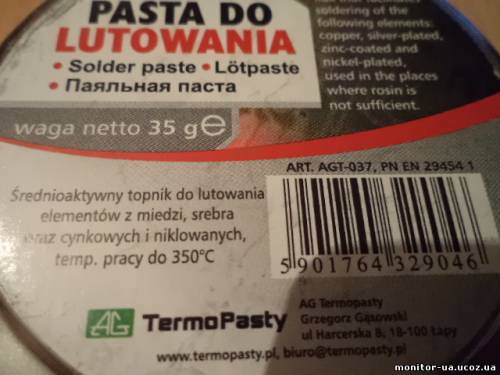 PASTA DO
LUTOWANIA
• Solder paste • Lötpaste
• Паяльная паста
waga netto 35 g℮
soldering of the
following elements:
copper, silver-plated,
zinc-coated and
nickel-plated,
used in the places
where rosin is
not sufficient.
ART. AGT-037, PN EN 29454 1
Średnioaktywny topnik do lutowania
elementów z miedzi, srebra
oraz cynkowych i niklowanych,
temp. pracy do 350°C
5 901764 329046
AG TermoPasty
AG Termopasty
Grzegorz Gąsowski
ul Harcerska 8, 18-100 Łapy
www.termopasty.pl, biuro@termopasty.pl
monitor-ua.ucoz.ua